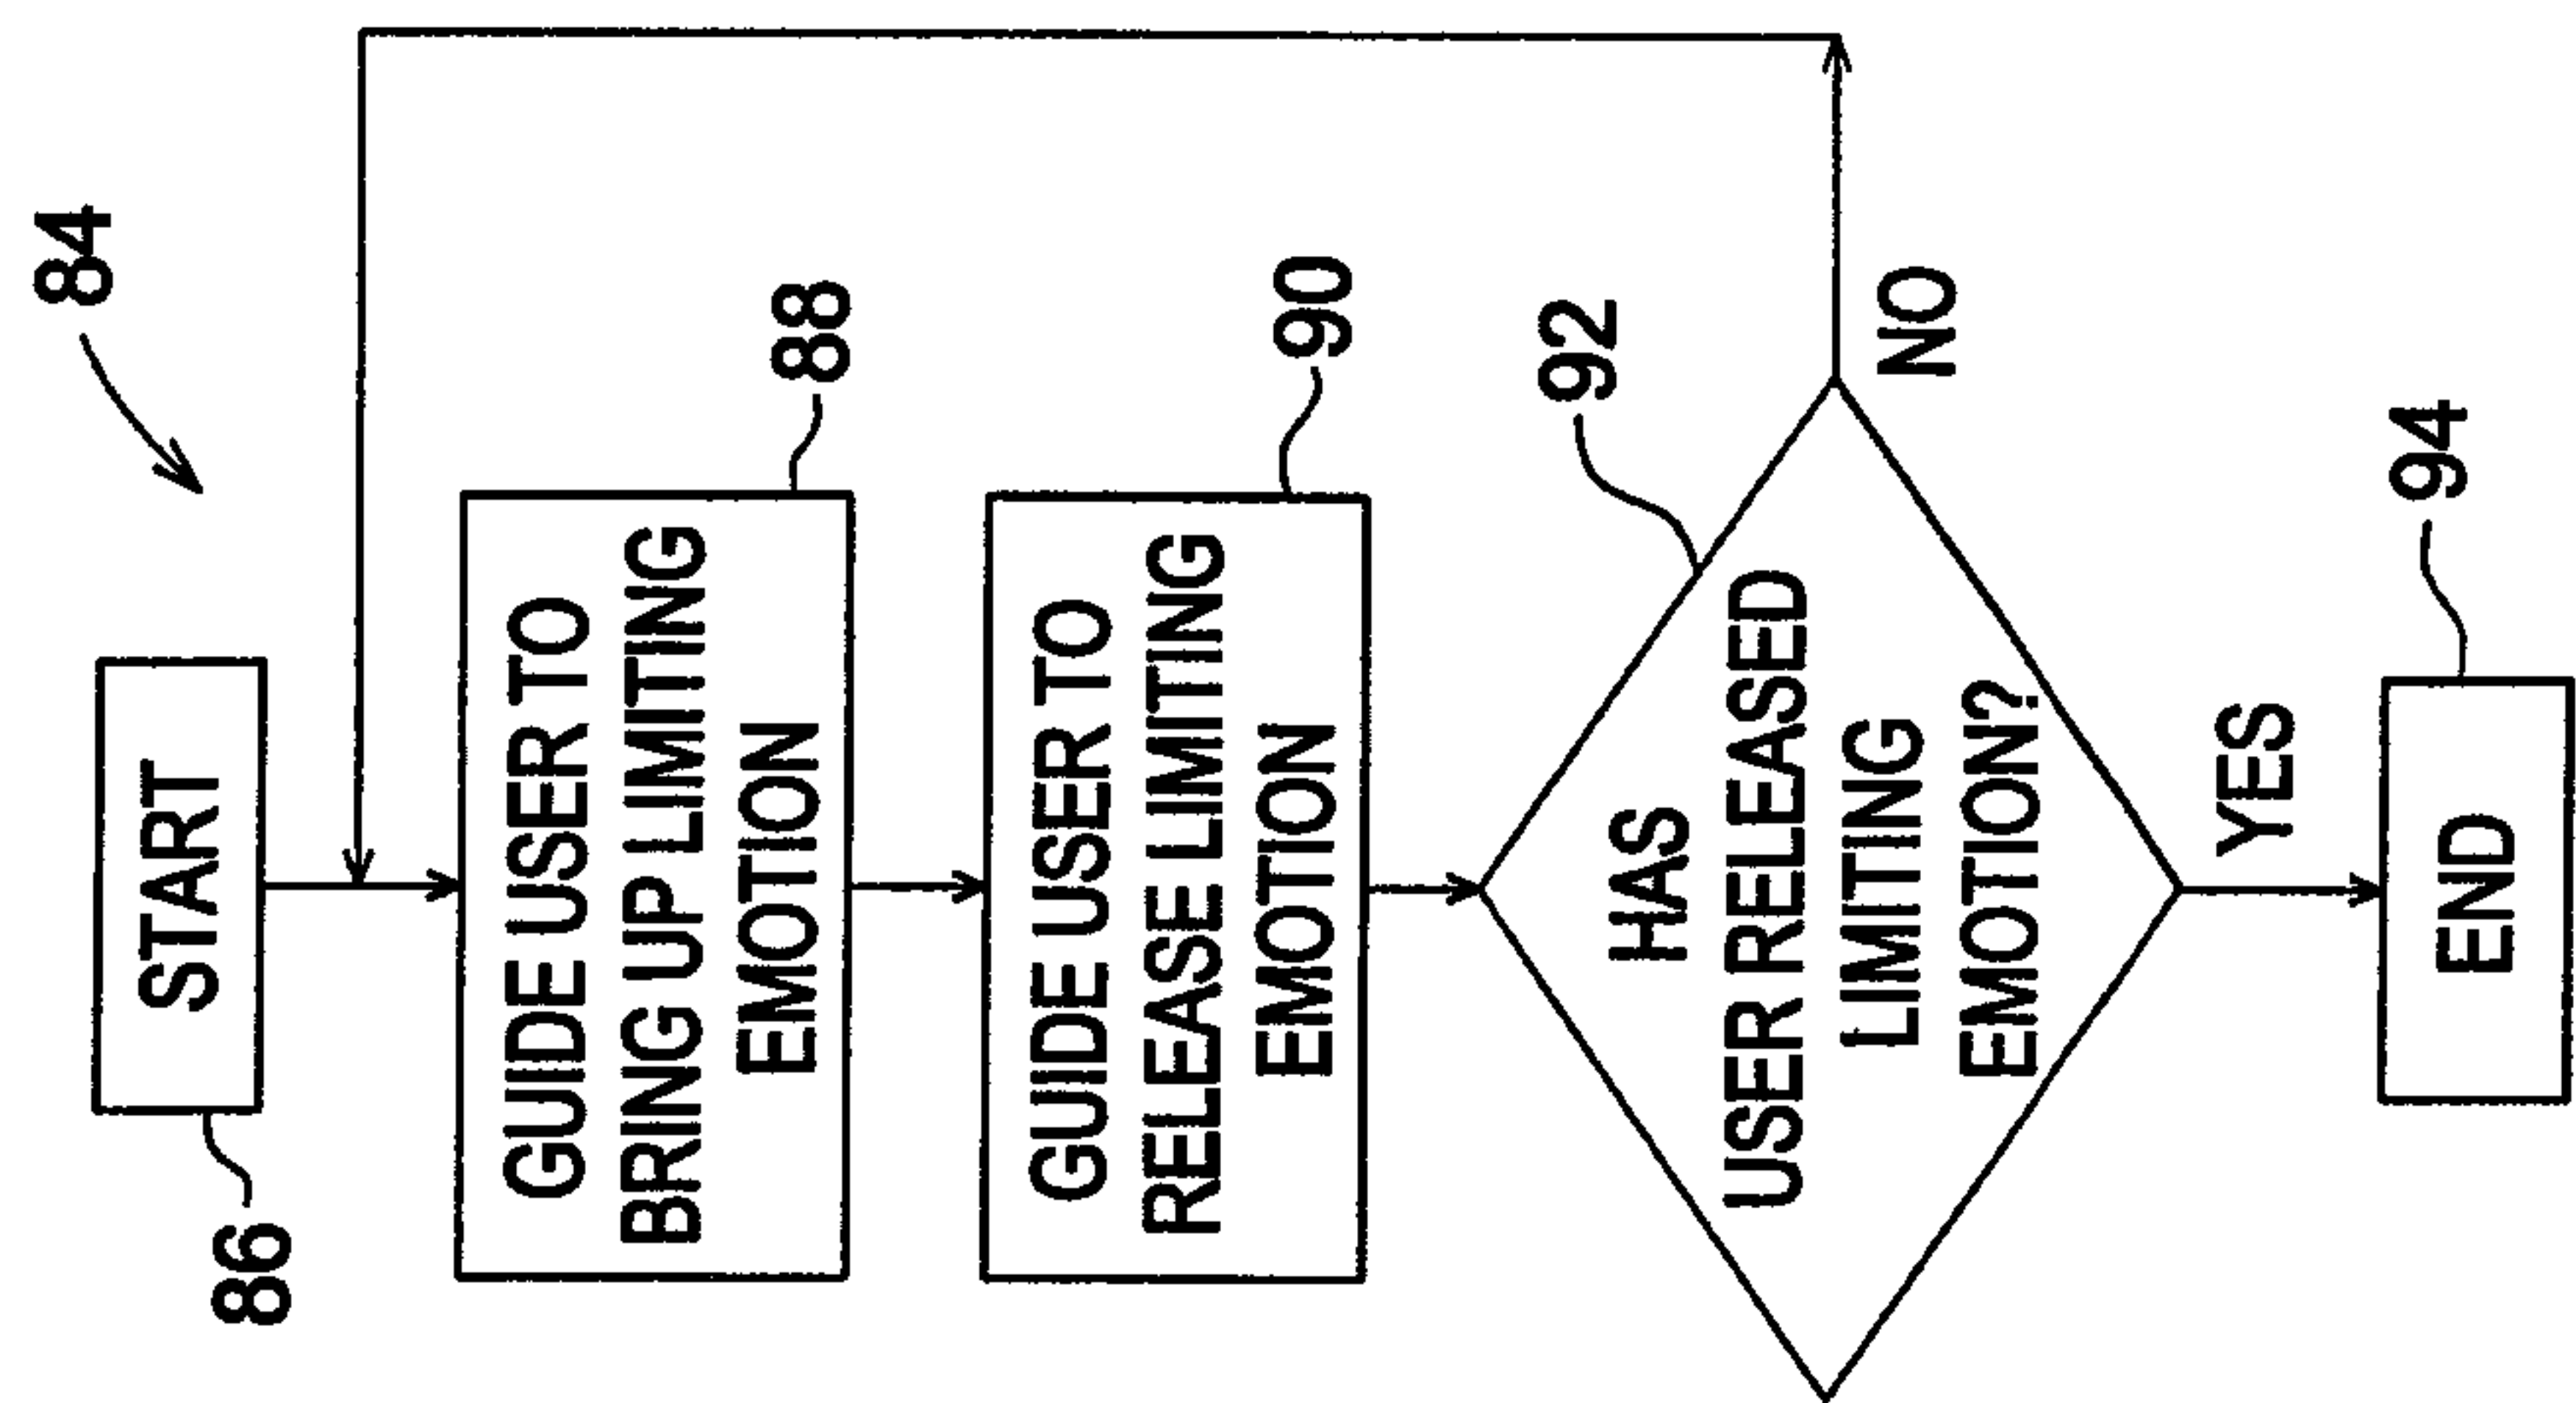 84
START
86
GUIDE USER TO
BRING UP LIMITING
EMOTION
88
GUIDE USER TO
RELEASE LIMITING
EMOTION
90
HAS
USER RELEASED
LIMITING
EMOTION?
92
NO
YES
END
94